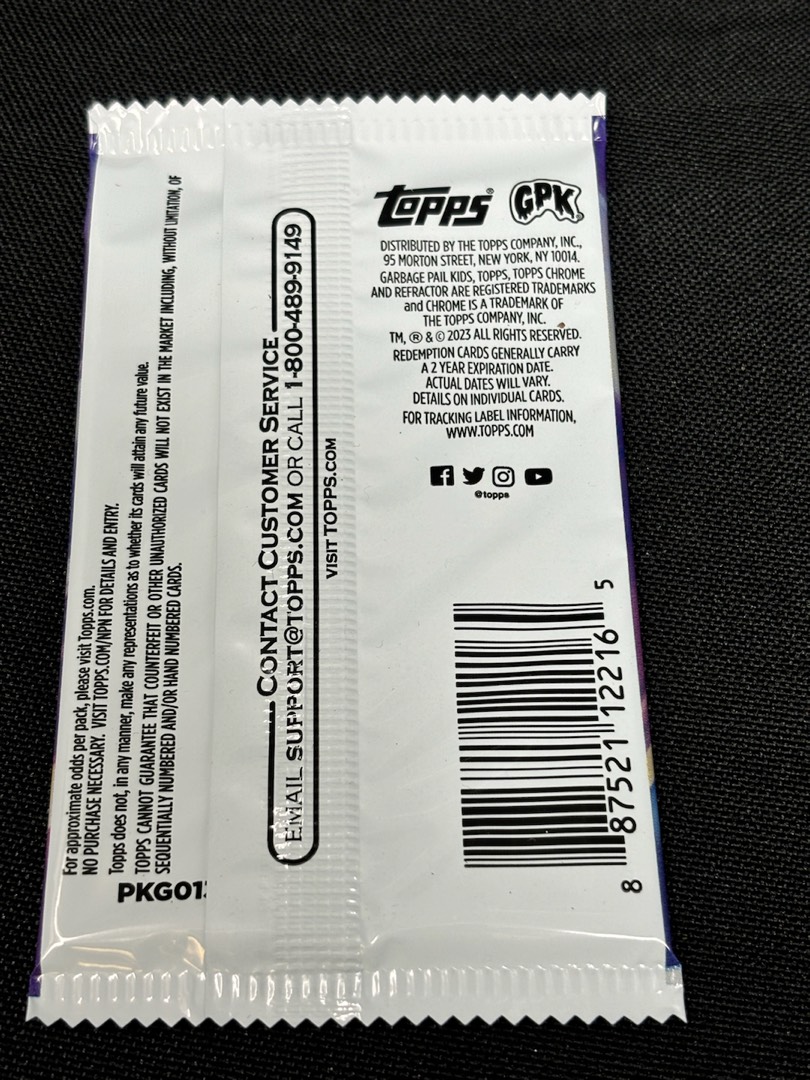 topps®
GPK®
DISTRIBUTED BY THE TOPPS COMPANY, INC.,
95 MORTON STREET, NEW YORK, NY 10014.
GARBAGE PAIL KIDS, TOPPS, TOPPS CHROME
AND REFRACTOR ARE REGISTERED TRADEMARKS
and CHROME IS A TRADEMARK OF
THE TOPPS COMPANY, INC.
TM, ® & © 2023 ALL RIGHTS RESERVED.
REDEMPTION CARDS GENERALLY CARRY
A 2 YEAR EXPIRATION DATE.
ACTUAL DATES WILL VARY.
DETAILS ON INDIVIDUAL CARDS.
FOR TRACKING LABEL INFORMATION,
WWW.TOPPS.COM
@topps
8 87521 12216 5
CONTACT CUSTOMER SERVICE
EMAIL SUPPORT@TOPPS.COM OR CALL 1-800-489-9149
VISIT TOPPS.COM
For approximate odds per pack, please visit Topps.com.
NO PURCHASE NECESSARY. VISIT TOPPS.COM/NPN FOR DETAILS AND ENTRY.
Topps does not, in any manner, make any representations as to whether its cards will attain any future value.
TOPPS CANNOT GUARANTEE THAT COUNTERFEIT OR OTHER UNAUTHORIZED CARDS WILL NOT EXIST IN THE MARKET INCLUDING, WITHOUT LIMITATION, OF
SEQUENTIALLY NUMBERED AND/OR HAND NUMBERED CARDS.